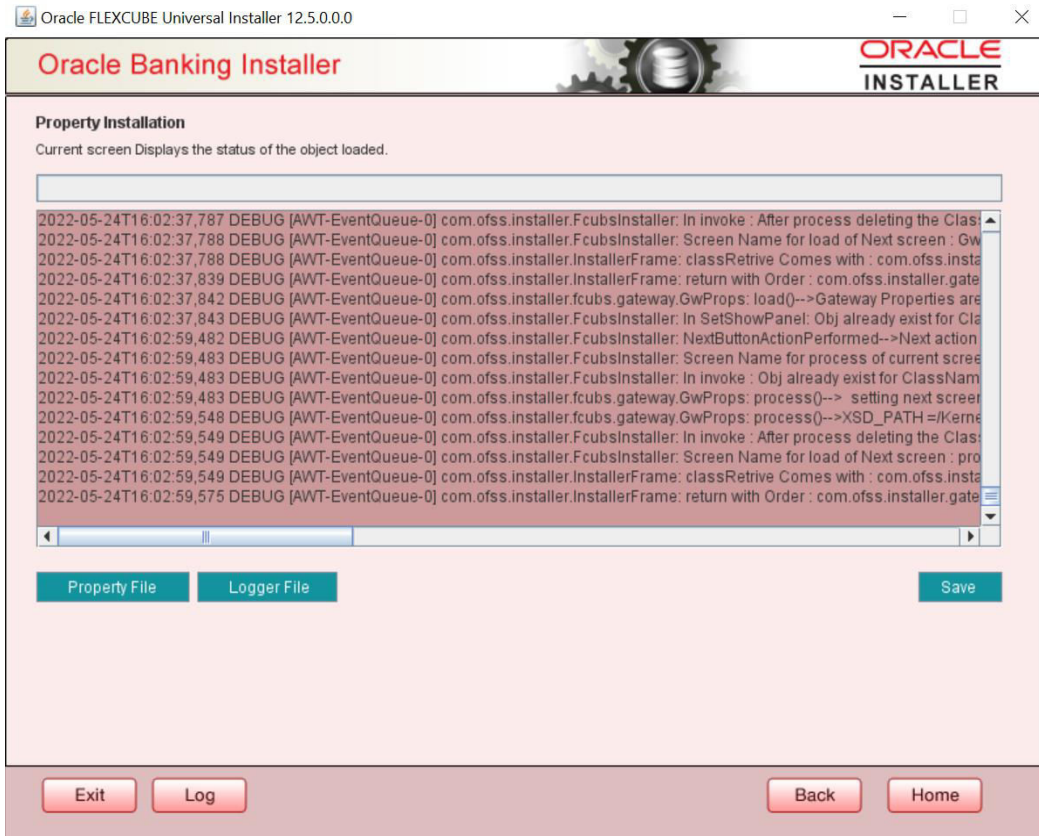 Oracle FLEXCUBE Universal Installer 12.5.0.0.0
Oracle Banking Installer
ORACLE
INSTALLER
Property Installation
Current screen Displays the status of the object loaded.
2022-05-24T16:02:37,787 DEBUG [AWT-EventQueue-0] com.ofss.installer.FcubsInstaller: In invoke : After process deleting the Clas
2022-05-24T16:02:37,788 DEBUG [AWT-EventQueue-0] com.ofss.installer.FcubsInstaller: Screen Name for load of Next screen : Gw
2022-05-24T16:02:37,788 DEBUG [AWT-EventQueue-0] com.ofss.installer.InstallerFrame: classRetrive Comes with : com.ofss.insta
2022-05-24T16:02:37,839 DEBUG [AWT-EventQueue-0] com.ofss.installer.InstallerFrame: return with Order : com.ofss.installer.gate
2022-05-24T16:02:37,842 DEBUG [AWT-EventQueue-0] com.ofss.installer.fcubs.gateway.GwProps: load()-->Gateway Properties are
2022-05-24T16:02:37,843 DEBUG [AWT-EventQueue-0] com.ofss.installer.FcubsInstaller: In SetShowPanel: Obj already exist for Cla
2022-05-24T16:02:59,482 DEBUG [AWT-EventQueue-0] com.ofss.installer.FcubsInstaller: NextButtonActionPerformed-->Next action
2022-05-24T16:02:59,483 DEBUG [AWT-EventQueue-0] com.ofss.installer.FcubsInstaller: Screen Name for process of current scree
2022-05-24T16:02:59,483 DEBUG [AWT-EventQueue-0] com.ofss.installer.FcubsInstaller: In invoke : Obj already exist for ClassNam
2022-05-24T16:02:59,483 DEBUG [AWT-EventQueue-0] com.ofss.installer.fcubs.gateway.GwProps: process()--> setting next screen
2022-05-24T16:02:59,548 DEBUG [AWT-EventQueue-0] com.ofss.installer.fcubs.gateway.GwProps: process()-->XSD_PATH =/Kerne
2022-05-24T16:02:59,549 DEBUG [AWT-EventQueue-0] com.ofss.installer.FcubsInstaller: In invoke : After process deleting the Clas
2022-05-24T16:02:59,549 DEBUG [AWT-EventQueue-0] com.ofss.installer.FcubsInstaller: Screen Name for load of Next screen : pro
2022-05-24T16:02:59,549 DEBUG [AWT-EventQueue-0] com.ofss.installer.InstallerFrame: classRetrive Comes with : com.ofss.insta
2022-05-24T16:02:59,575 DEBUG [AWT-EventQueue-0] com.ofss.installer.InstallerFrame: return with Order : com.ofss.installer.gate
Property File Logger File Save
Exit Log Back Home